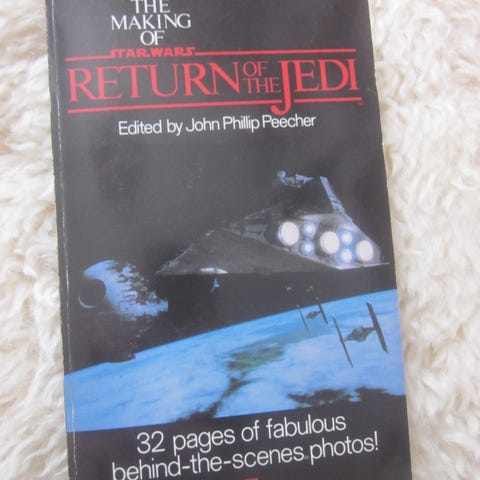 THE
MAKING
OF
STAR WARS
RETURN OF THE JEDI
Edited by John Phillip Peecher
32 pages of fabulous
behind-the-scenes photos!